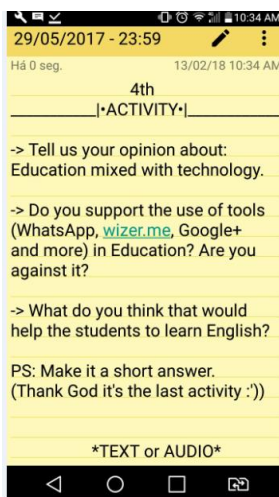 10:34 AM
29/05/2017 - 23:59
Há 0 seg.
13/02/18 10:34 AM
4th
__________|•ACTIVITY•|__________
-> Tell us your opinion about:
Education mixed with technology.
-> Do you support the use of tools
(WhatsApp, wizer.me, Google+
and more) in Education? Are you
against it?
-> What do you think that would
help the students to learn English?
PS: Make it a short answer.
(Thank God it's the last activity :'))
*TEXT or AUDIO*